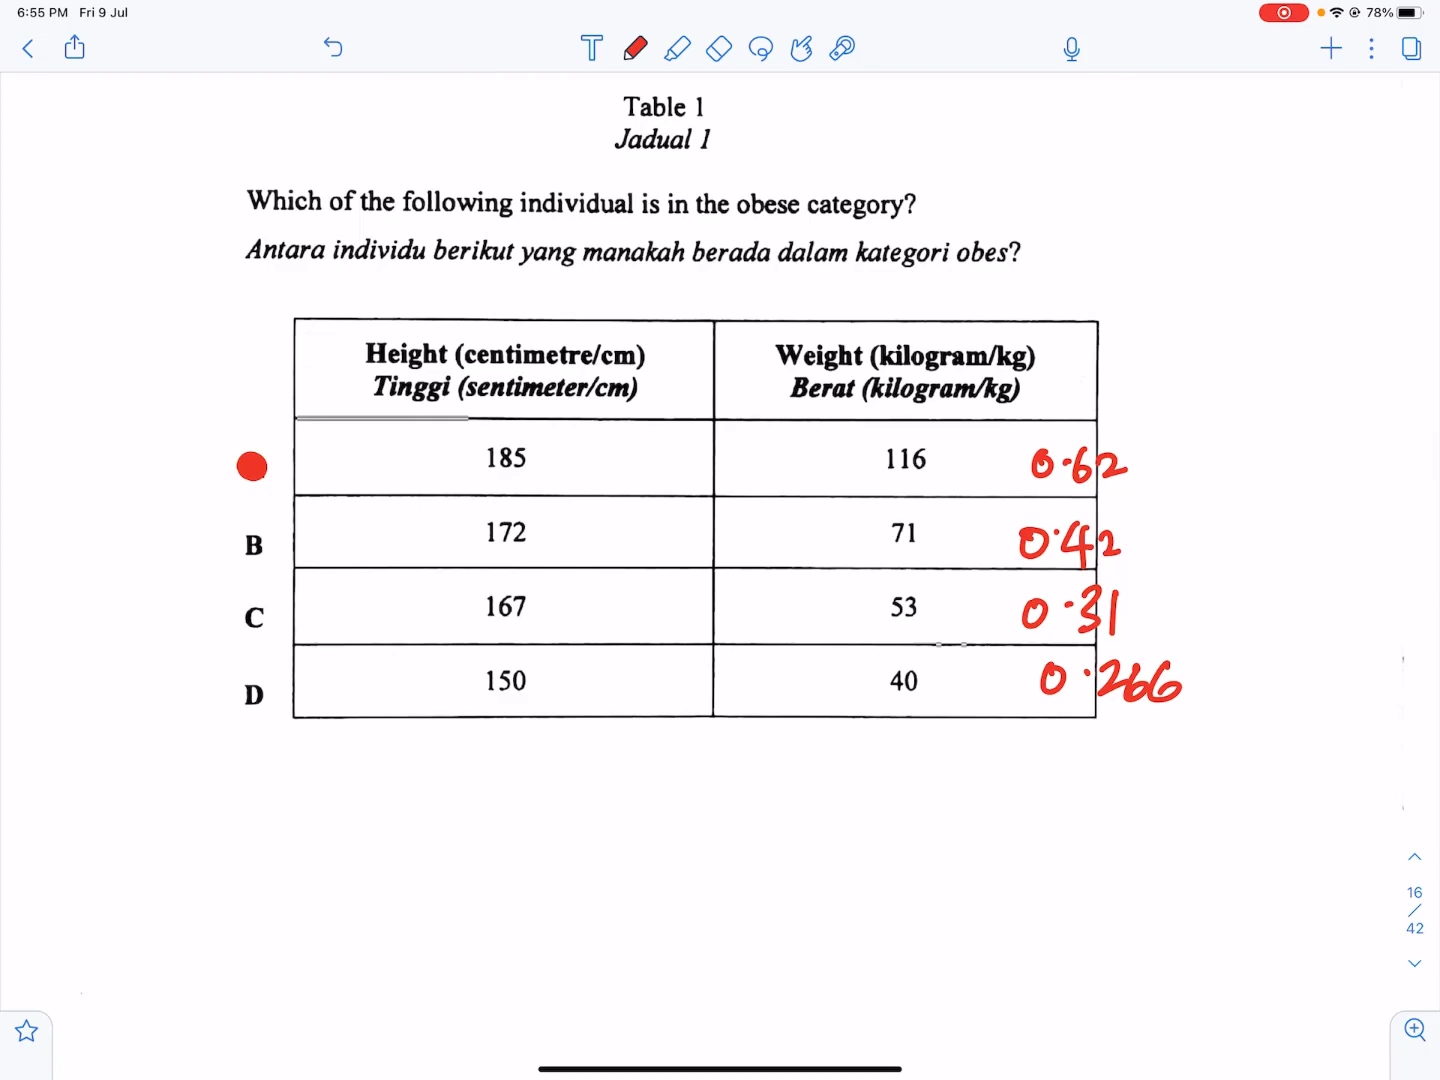 6:55 PM Fri 9 Jul
78%
T
Table 1
Jadual 1
Which of the following individual is in the obese category?
Antara individu berikut yang manakah berada dalam kategori obes?
Height (centimetre/cm)
Tinggi (sentimeter/cm)
Weight (kilogram/kg)
Berat (kilogram/kg)
185 116 0.62
B 172 71 0.42
C 167 53 0.31
D 150 40 0.266
16
/
42